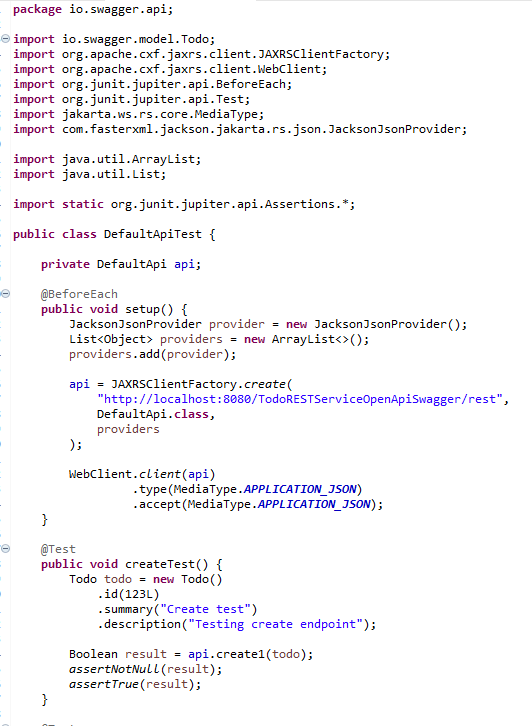 package io.swagger.api;
import io.swagger.model.Todo;
import org.apache.cxf.jaxrs.client.JAXRSClientFactory;
import org.apache.cxf.jaxrs.client.WebClient;
import org.junit.jupiter.api.BeforeEach;
import org.junit.jupiter.api.Test;
import jakarta.ws.rs.core.MediaType;
import com.fasterxml.jackson.jakarta.rs.json.JacksonJsonProvider;
import java.util.ArrayList;
import java.util.List;
import static org.junit.jupiter.api.Assertions.*;
public class DefaultApiTest {
private DefaultApi api;
@BeforeEach
public void setup() {
JacksonJsonProvider provider = new JacksonJsonProvider();
List<Object> providers = new ArrayList<>();
providers.add(provider);
api = JAXRSClientFactory.create(
"http://localhost:8080/TodoRESTServiceOpenApiSwagger/rest",
DefaultApi.class,
providers
);
WebClient.client(api)
.type(MediaType.APPLICATION_JSON)
.accept(MediaType.APPLICATION_JSON);
}
@Test
public void createTest() {
Todo todo = new Todo()
.id(123L)
.summary("Create test")
.description("Testing create endpoint");
Boolean result = api.create1(todo);
assertNotNull(result);
assertTrue(result);
}